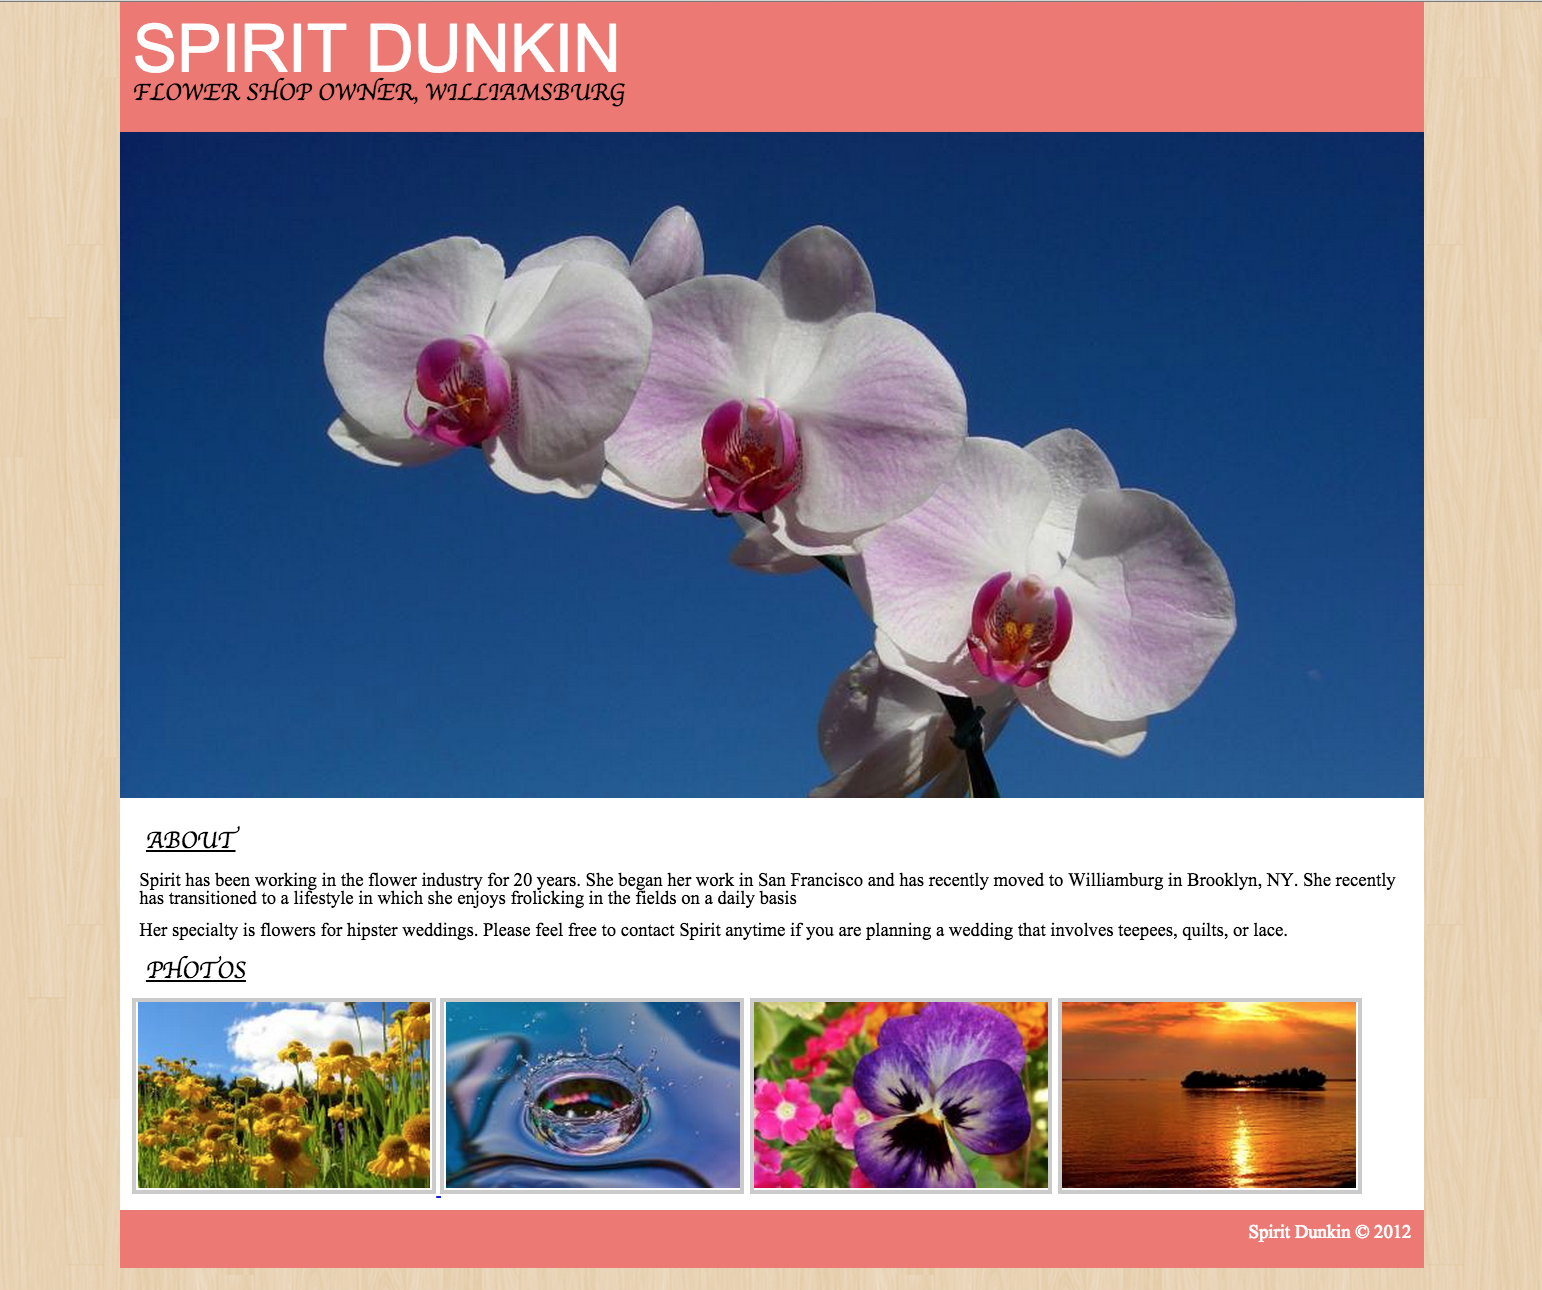 SPIRIT DUNKIN
FLOWER SHOP OWNER, WILLIAMSBURG
ABOUT
Spirit has been working in the flower industry for 20 years. She began her work in San Francisco and has recently moved to Williamburg in Brooklyn, NY. She recently
has transitioned to a lifestyle in which she enjoys frolicking in the fields on a daily basis
Her specialty is flowers for hipster weddings. Please feel free to contact Spirit anytime if you are planning a wedding that involves teepees, quilts, or lace.
PHOTOS
Spirit Dunkin © 2012